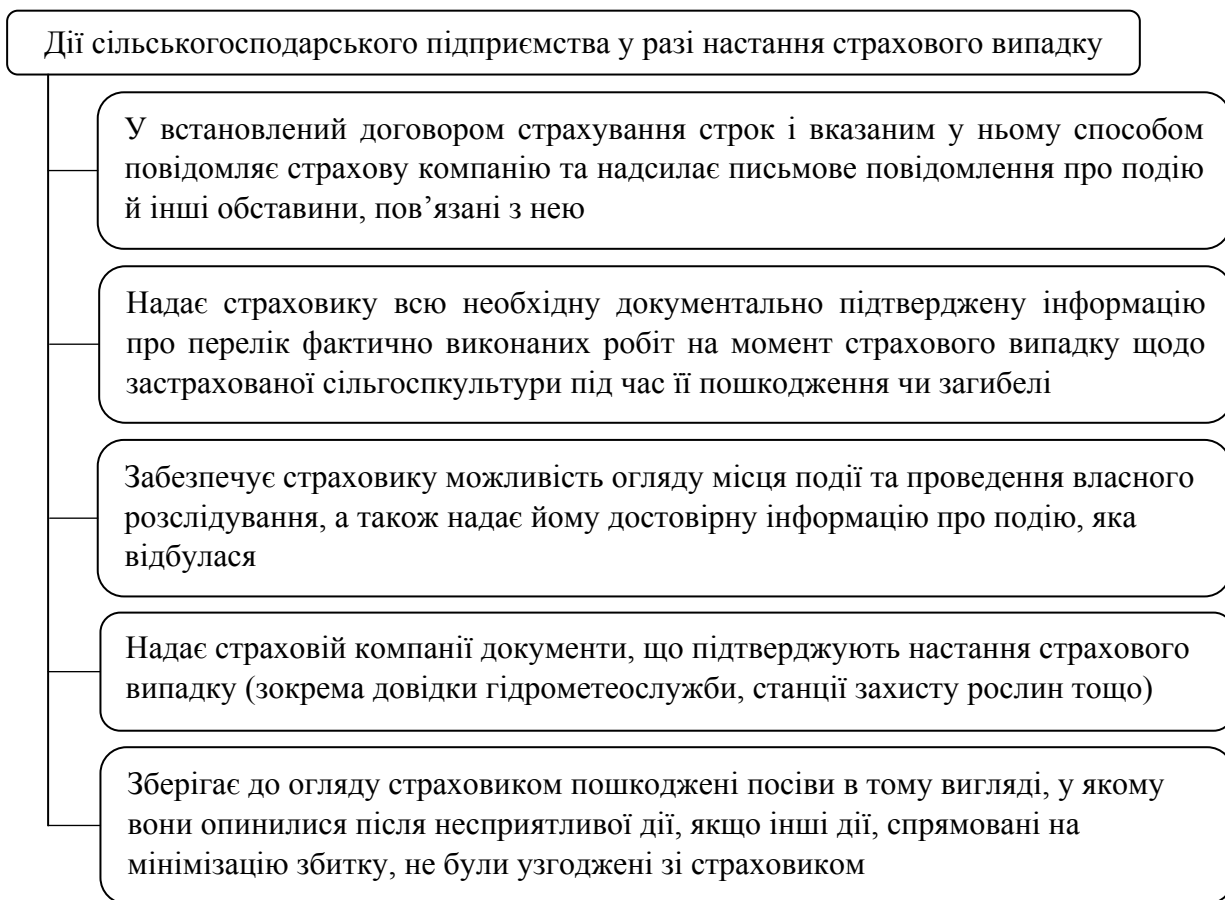 Дії сільськогосподарського підприємства у разі настання страхового випадку
У встановлений договором страхування строк і вказаним у ньому способом
повідомляє страхову компанію та надсилає письмове повідомлення про подію
й інші обставини, пов’язані з нею
Надає страховику всю необхідну документально підтверджену інформацію
про перелік фактично виконаних робіт на момент страхового випадку щодо
застрахованої сільгоспкультури під час її пошкодження чи загибелі
Забезпечує страховику можливість огляду місця події та проведення власного
розслідування, а також надає йому достовірну інформацію про подію, яка
відбулася
Надає страховій компанії документи, що підтверджують настання страхового
випадку (зокрема довідки гідрометеослужби, станції захисту рослин тощо)
Зберігає до огляду страховиком пошкоджені посіви в тому вигляді, у якому
вони опинилися після несприятливої дії, якщо інші дії, спрямовані на
мінімізацію збитку, не були узгоджені зі страховиком